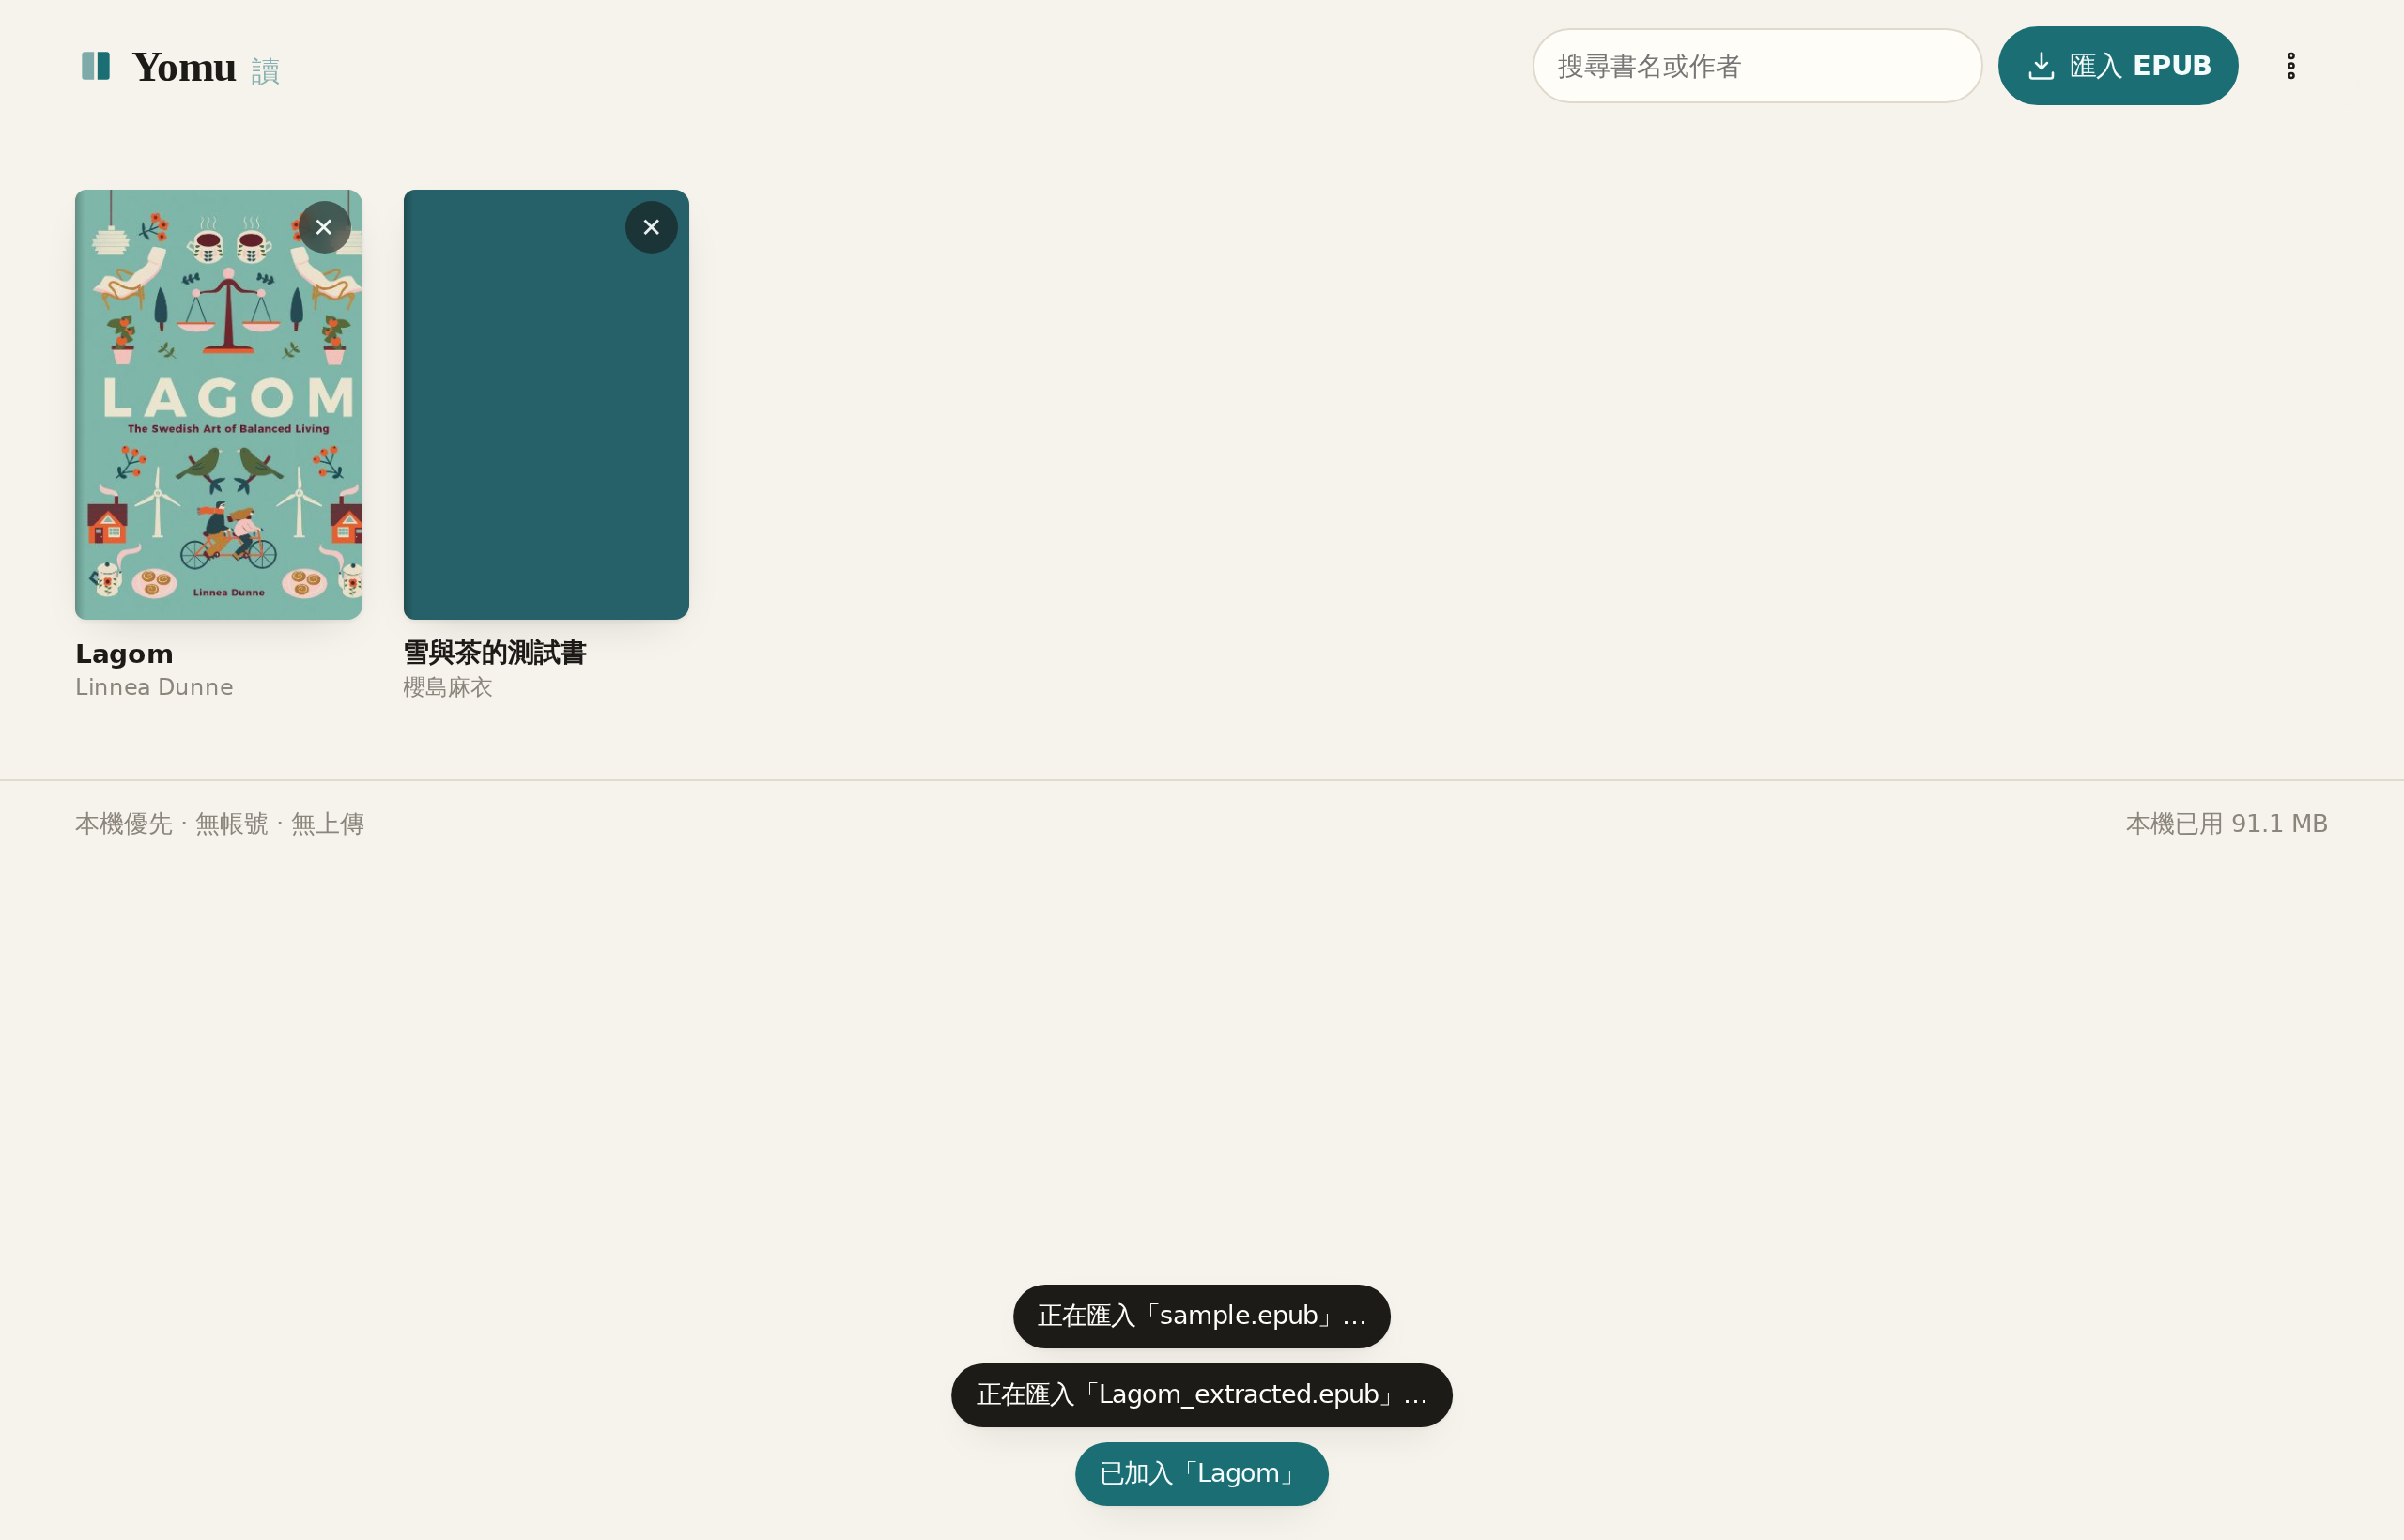 Yomu 讀
搜尋書名或作者
匯入 EPUB
LAGOM
The Swedish Art of Balanced Living
Linnea Dunne
Lagom
Linnea Dunne
雪與茶的測試書
櫻島麻衣
本機優先 · 無帳號 · 無上傳
本機已用 91.1 MB
正在匯入「sample.epub」…
正在匯入「Lagom_extracted.epub」…
已加入「Lagom」